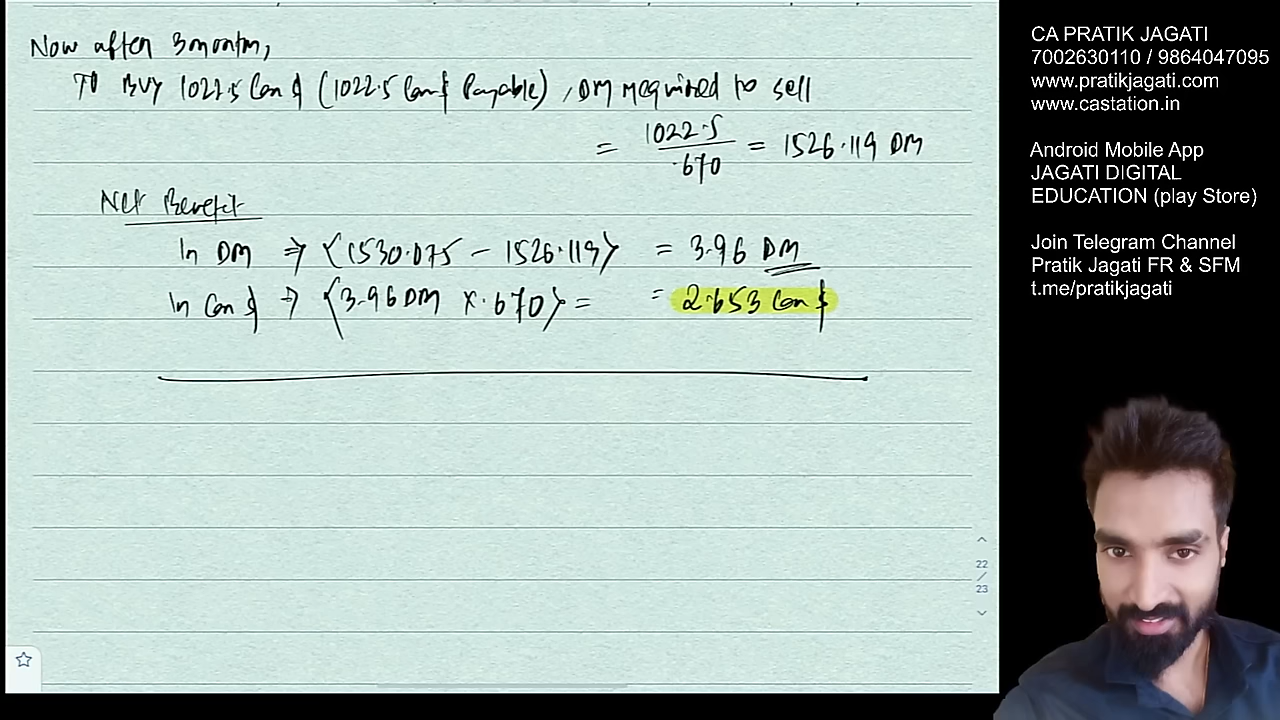 Now after 3 month,
To Buy 1022.5 Can $ (1022.5 Can $ Payable), DM required to sell
= 1022.5 / .670 = 1526.119 DM
Net Benefit
In DM ⇒ {1530.075 - 1526.119} = 3.96 DM
In Can $ ⇒ {3.96 DM x .670} = = 2.653 Can $
22
/
23
CA PRATIK JAGATI
7002630110 / 9864047095
www.pratikjagati.com
www.castation.in
Android Mobile App
JAGATI DIGITAL
EDUCATION (play Store)
Join Telegram Channel
Pratik Jagati FR & SFM
t.me/pratikjagati